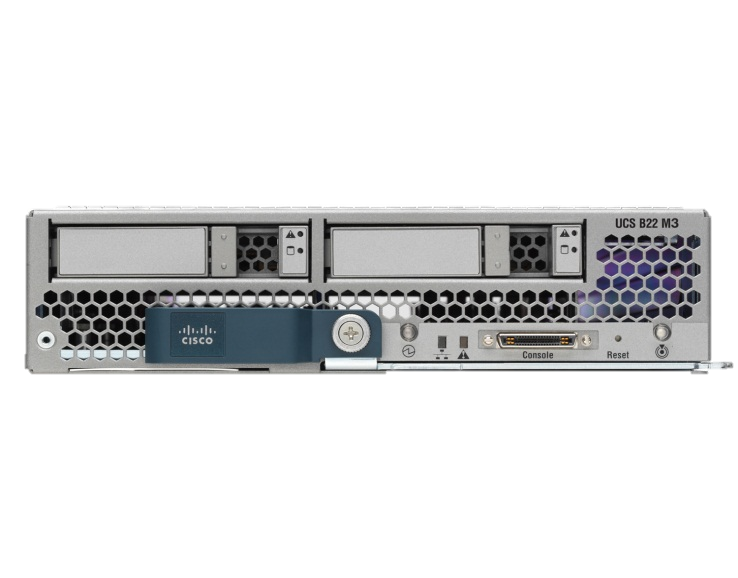 UCS B22 M3
CISCO
Console
Reset